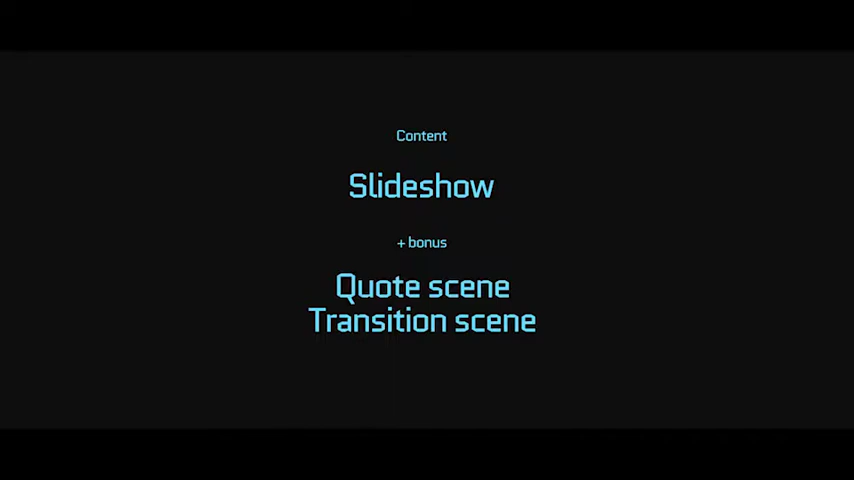 Content
Slideshow
+ bonus
Quote scene
Transition scene